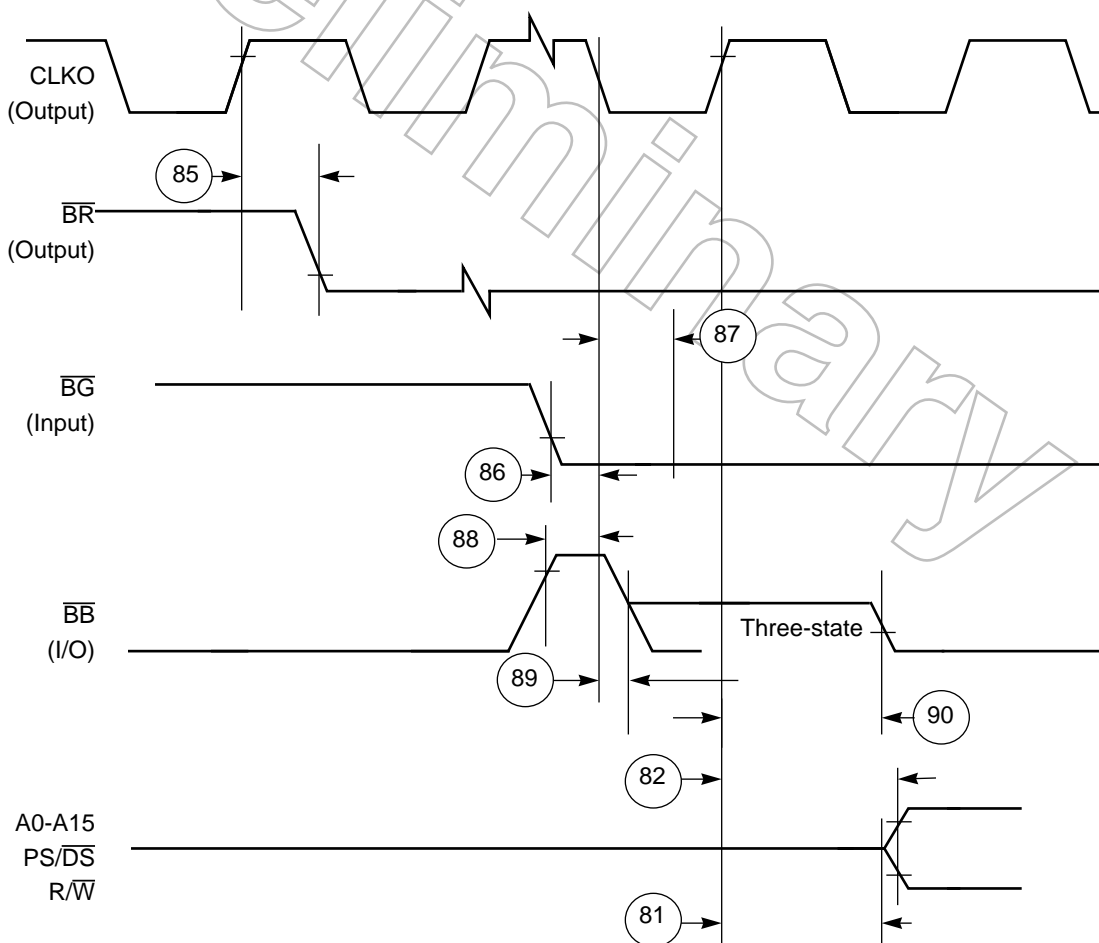 eliminary
CLKO
(Output)
85
BR
(Output)
87
BG
(Input)
86
88
BB
(I/O)
Three-state
89
90
82
A0-A15
PS/DS
R/W
81